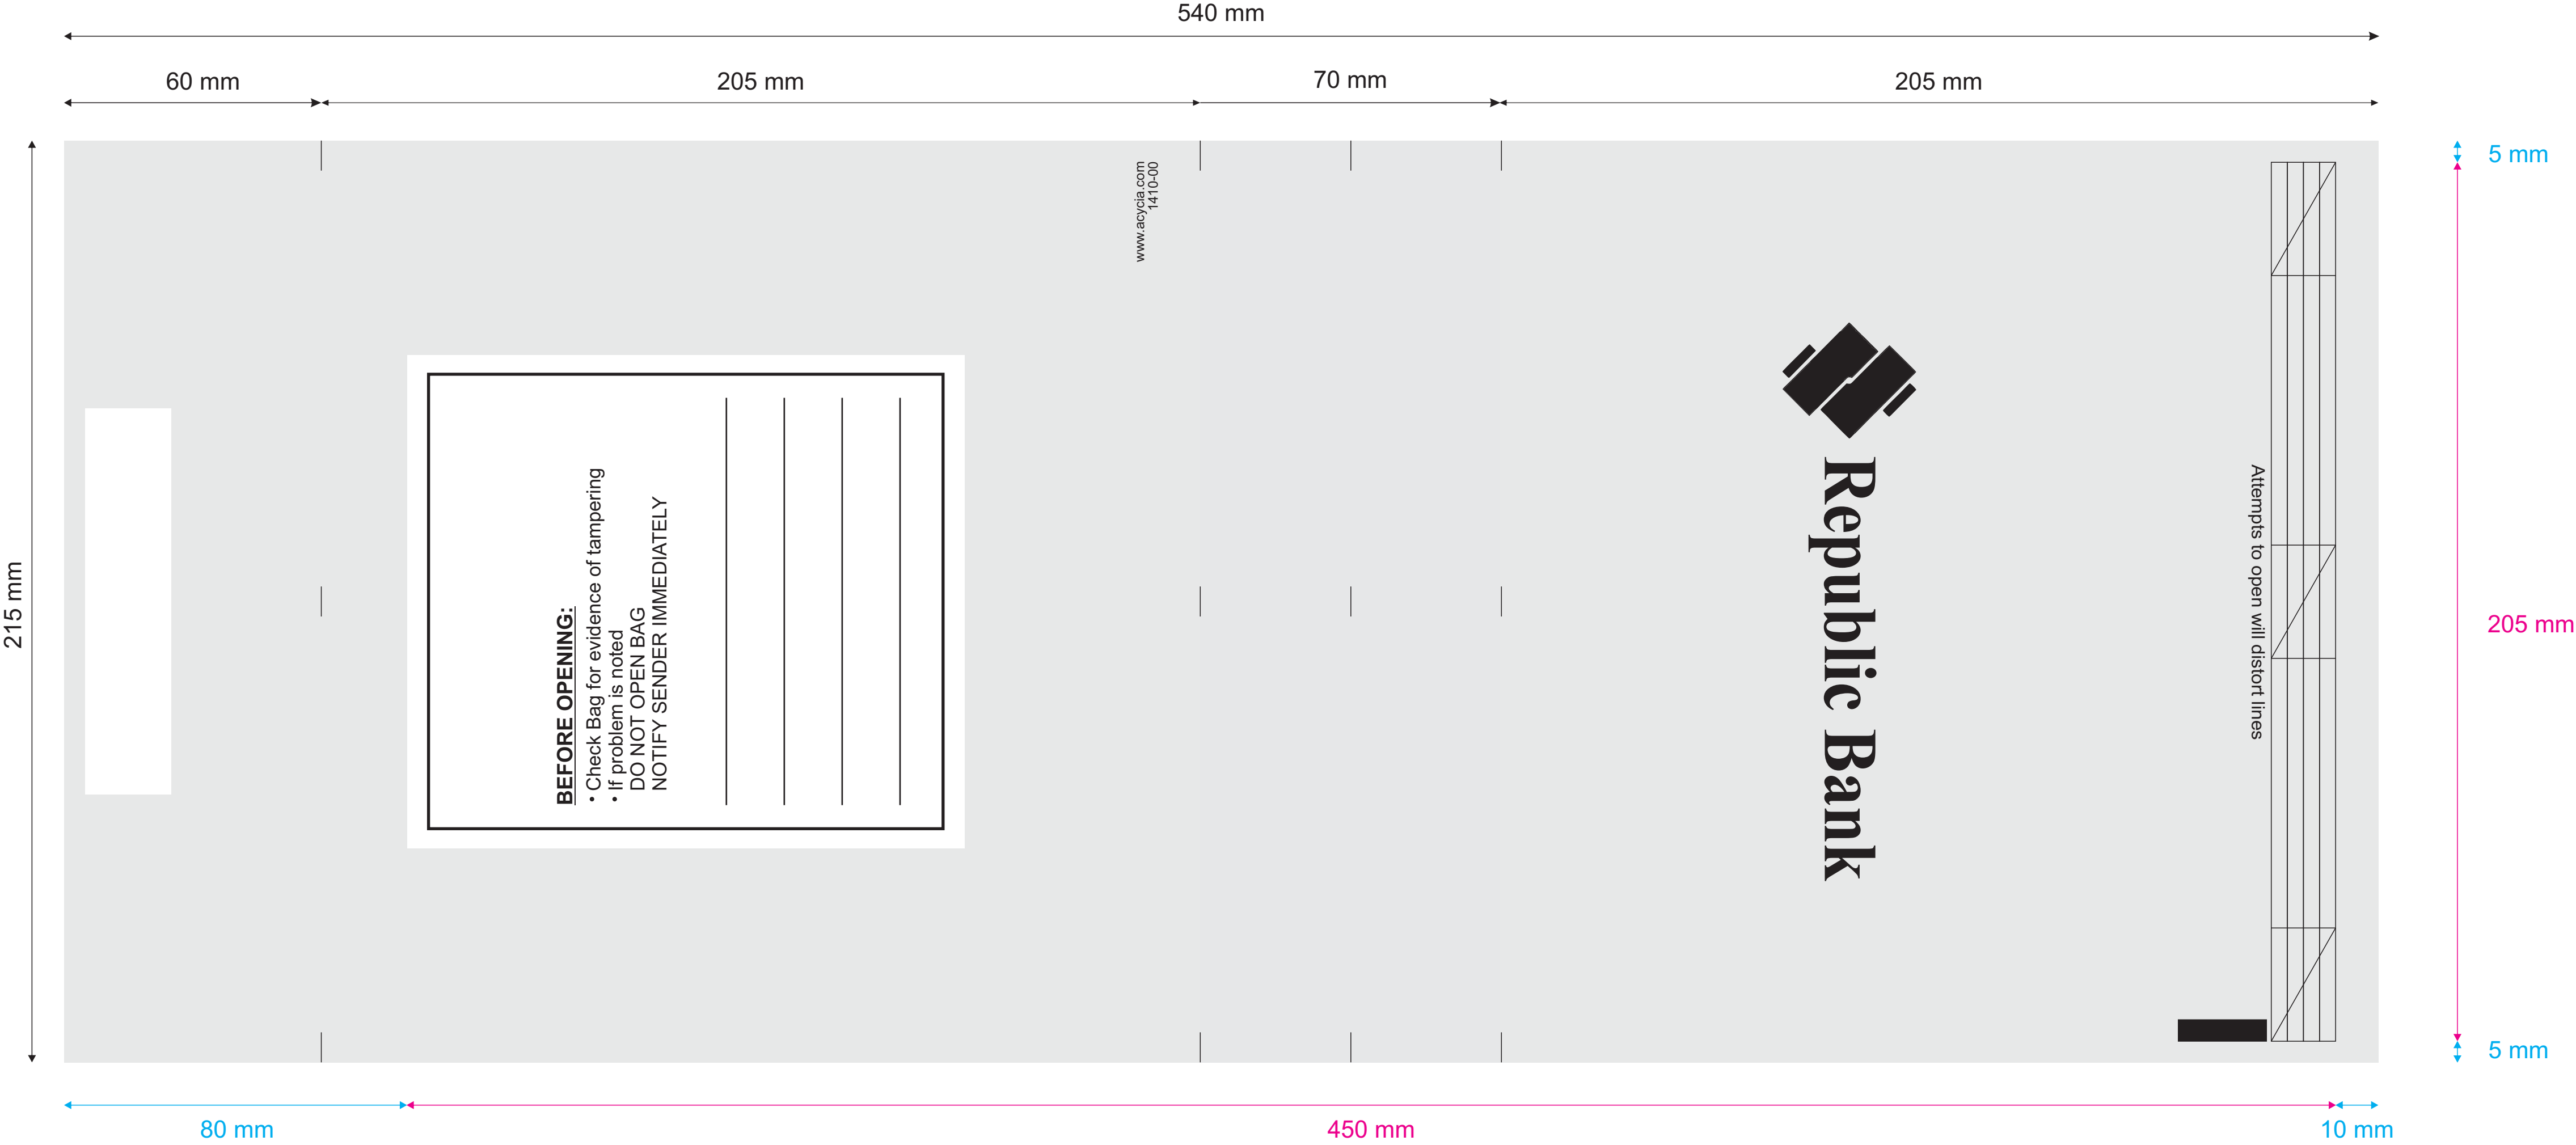 540 mm
60 mm
205 mm
70 mm
205 mm
5 mm
215 mm
www.acycia.com
1410-00
BEFORE OPENING:
• Check Bag for evidence of tampering
• If problem is noted
DO NOT OPEN BAG
NOTIFY SENDER IMMEDIATELY
Republic Bank
Attempts to open will distort lines
205 mm
5 mm
80 mm
450 mm
10 mm